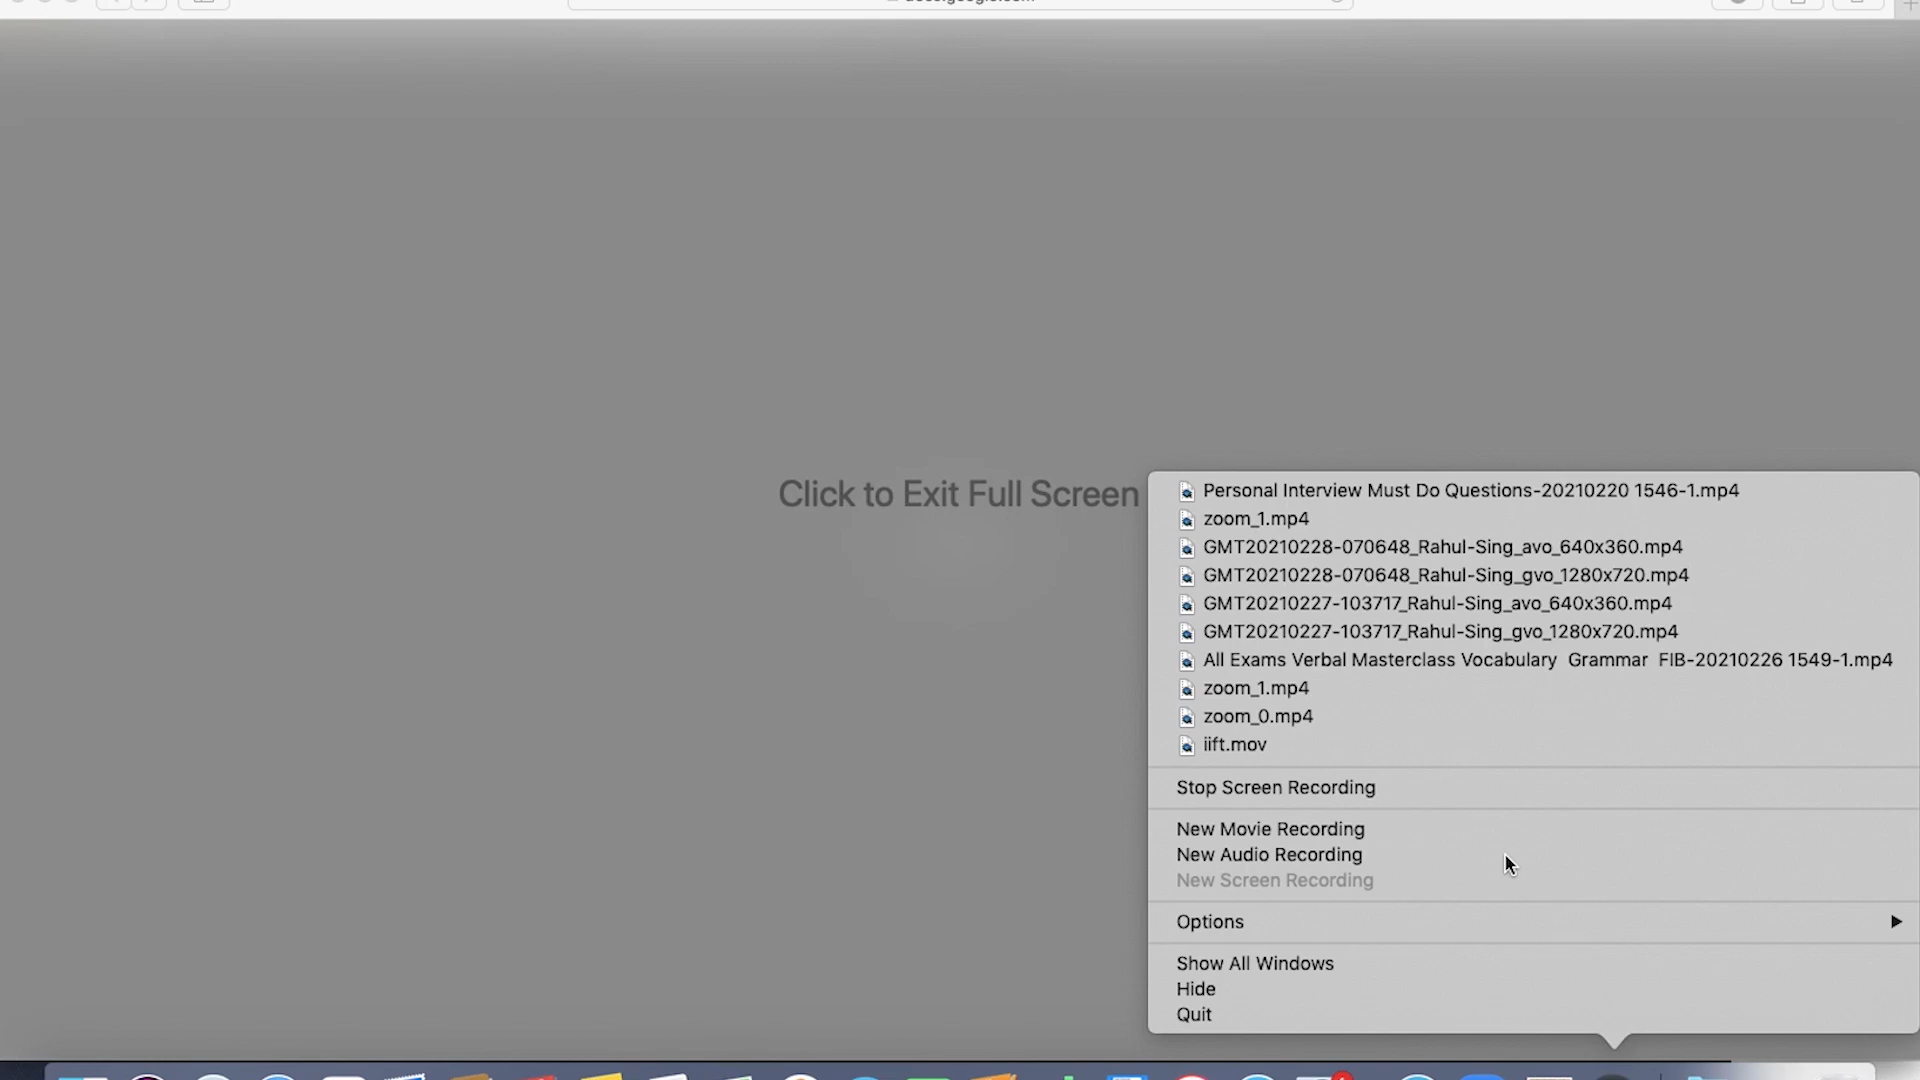 Click to Exit Full Screen
Personal Interview Must Do Questions-20210220 1546-1.mp4
zoom_1.mp4
GMT20210228-070648_Rahul-Sing_avo_640x360.mp4
GMT20210228-070648_Rahul-Sing_gvo_1280x720.mp4
GMT20210227-103717_Rahul-Sing_avo_640x360.mp4
GMT20210227-103717_Rahul-Sing_gvo_1280x720.mp4
All Exams Verbal Masterclass Vocabulary  Grammar  FIB-20210226 1549-1.mp4
zoom_1.mp4
zoom_0.mp4
iift.mov
Stop Screen Recording
New Movie Recording
New Audio Recording
New Screen Recording
Options
Show All Windows
Hide
Quit